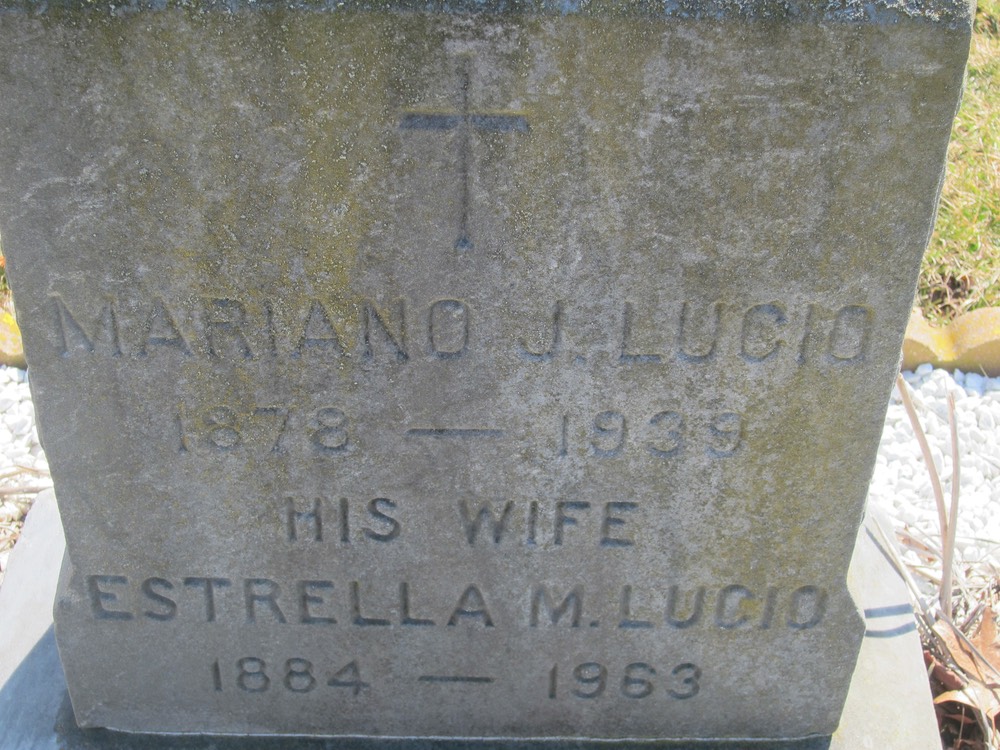 MARIANO J. LUCIO
1878 — 1939
HIS WIFE
ESTRELLA M. LUCIO
1884 — 1963